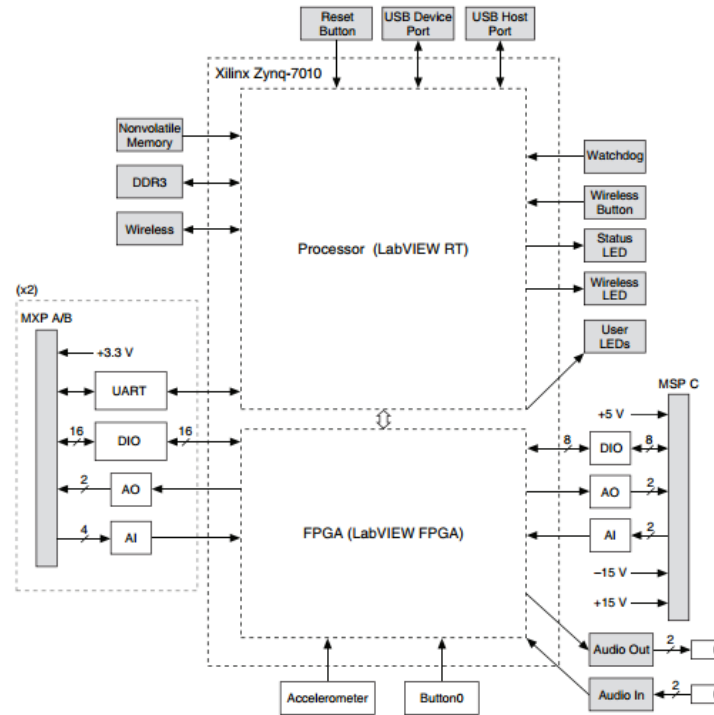 Reset
Button
USB Device
Port
USB Host
Port
Xilinx Zynq-7010
Nonvolatile
Memory
DDR3
Wireless
Processor (LabVIEW RT)
Watchdog
Wireless
Button
Status
LED
Wireless
LED
User
LEDs
(x2)
MXP A/B
+3.3 V
UART
16
DIO
16
2
AO
4
AI
FPGA (LabVIEW FPGA)
MSP C
+5 V
8
DIO
8
AO
2
AI
2
–15 V
+15 V
Audio Out
2
Audio In
2
Accelerometer
Button0